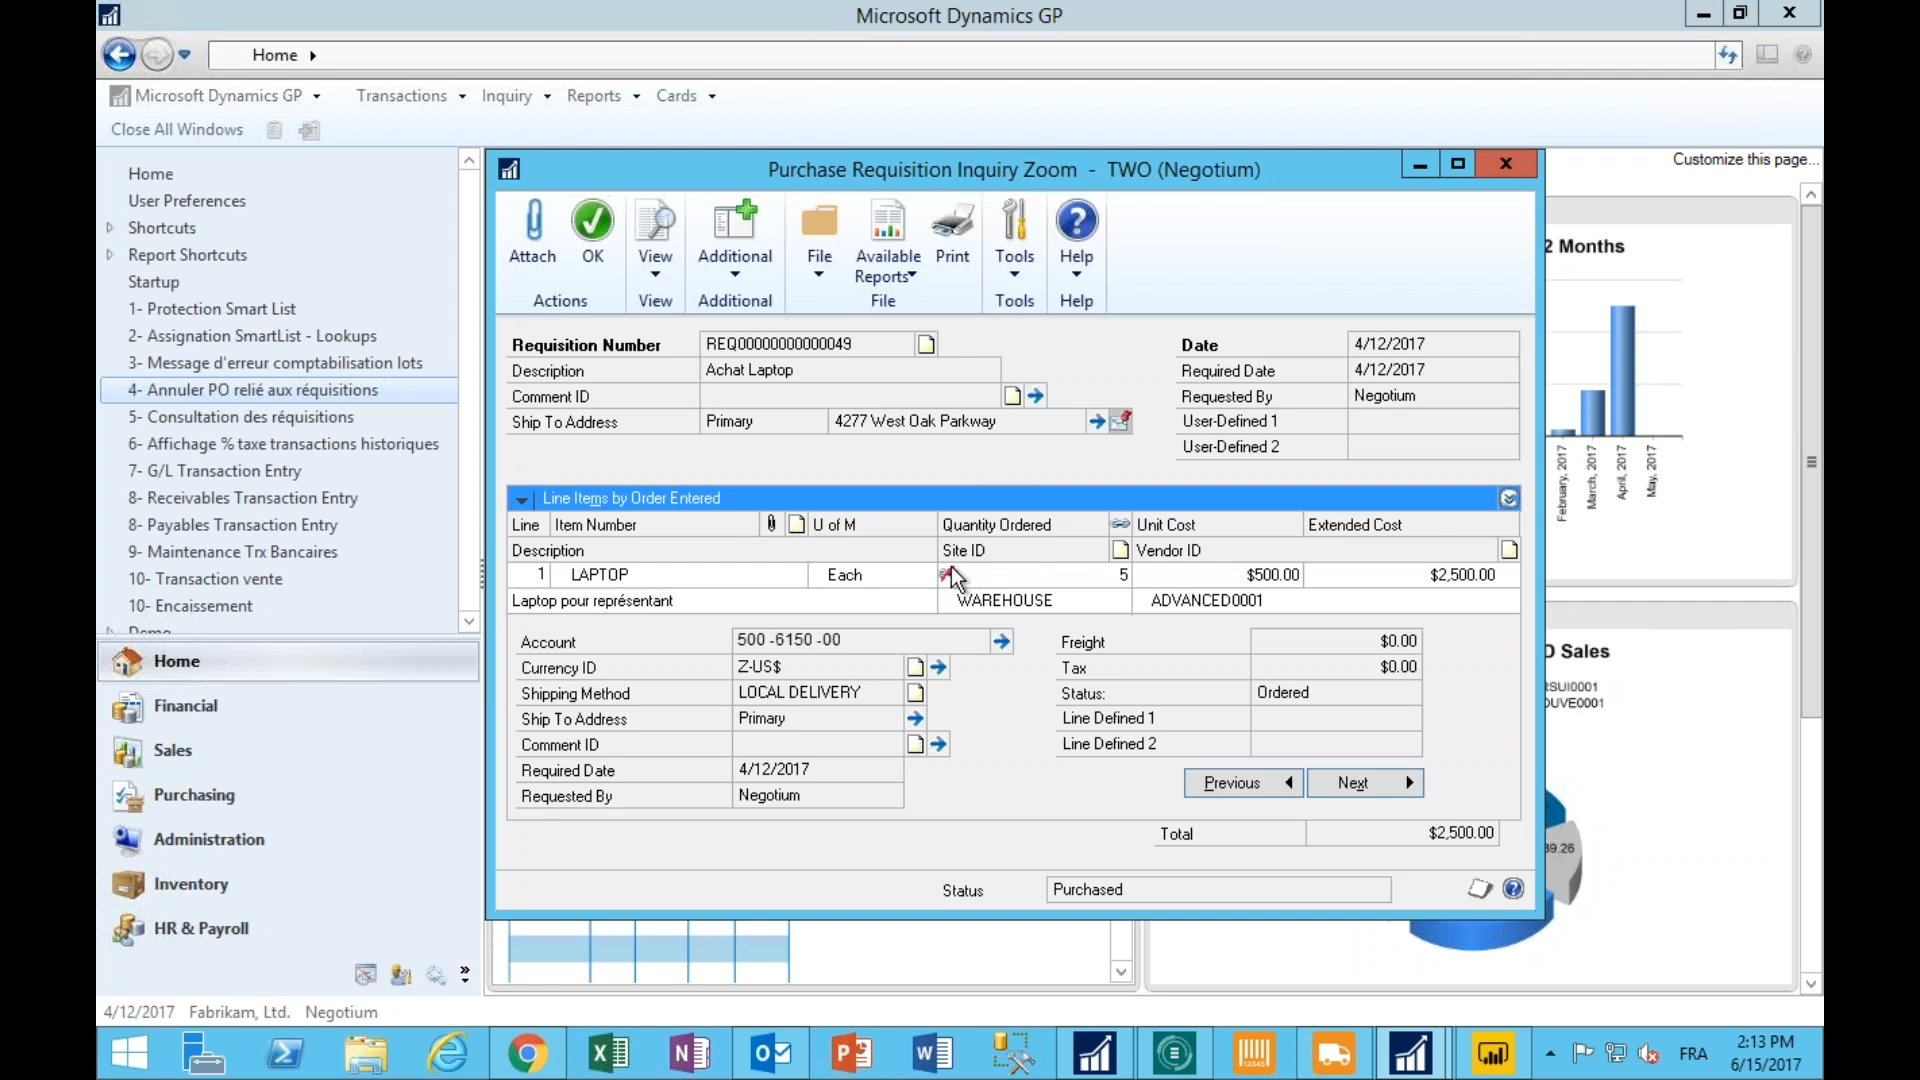 Microsoft Dynamics GP
Home
Microsoft Dynamics GP Transactions Inquiry Reports Cards
Close All Windows
Customize this page...
Home
User Preferences
Shortcuts
Report Shortcuts
Startup
1- Protection Smart List
2- Assignation SmartList - Lookups
3- Message d'erreur comptabilisation lots
4- Annuler PO relié aux réquisitions
5- Consultation des réquisitions
6- Affichage % taxe transactions historiques
7- G/L Transaction Entry
8- Receivables Transaction Entry
8- Payables Transaction Entry
9- Maintenance Trx Bancaires
10- Transaction vente
10- Encaissement
Demo
Home
Financial
Sales
Purchasing
Administration
Inventory
HR & Payroll
Purchase Requisition Inquiry Zoom - TWO (Negotium)
Attach OK View Additional File Available Reports Print Tools Help
Actions View Additional File Tools Help
Requisition Number REQ00000000000049 Date 4/12/2017
Description Achat Laptop Required Date 4/12/2017
Comment ID Requested By Negotium
Ship To Address Primary 4277 West Oak Parkway User-Defined 1
User-Defined 2
Line Items by Order Entered
Line Item Number U of M Quantity Ordered Unit Cost Extended Cost
Description Site ID Vendor ID
1 LAPTOP Each 5 $500.00 $2,500.00
Laptop pour représentant WAREHOUSE ADVANCED0001
Account 500 -6150 -00 Freight $0.00
Currency ID Z-US$ Tax $0.00
Shipping Method LOCAL DELIVERY Status: Ordered
Ship To Address Primary Line Defined 1
Comment ID Line Defined 2
Required Date 4/12/2017
Requested By Negotium
Previous Next
Total $2,500.00
Status Purchased
2 Months
February, 2017
March, 2017
April, 2017
May, 2017
Sales
RSUI0001
DUVE0001
39.26
4/12/2017 Fabrikam, Ltd. Negotium
FRA
2:13 PM
6/15/2017